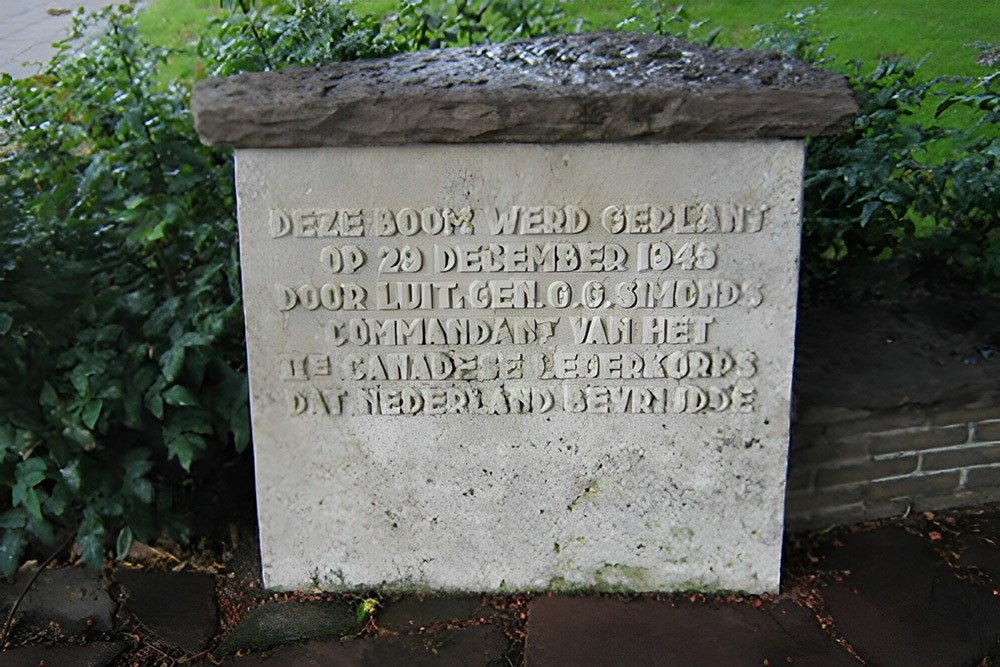 DEZE BOOM WERD GEPLANT
OP 29 DECEMBER 1945
DOOR LUIT. GEN. G. G. SIMONDS
COMMANDANT VAN HET
IIE CANADESE LEGERKORPS
DAT NEDERLAND BEVRIJDDE